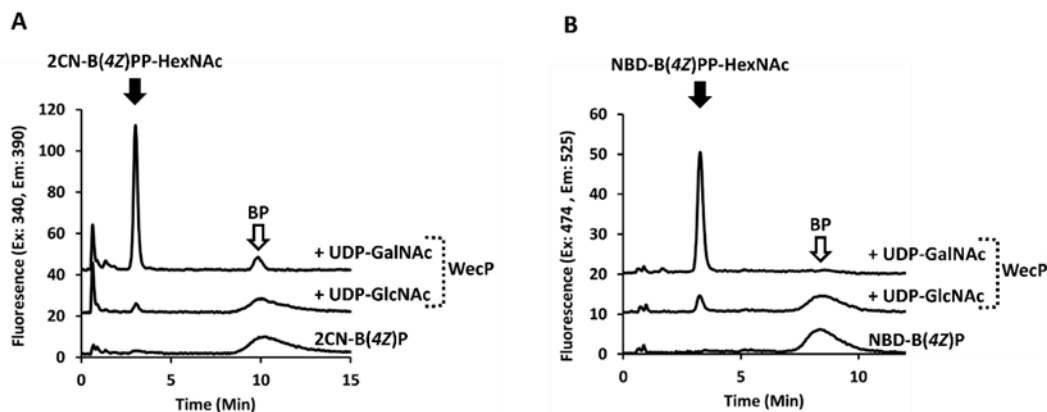 A
2CN-B(4Z)PP-HexNAc
120
100
80
60
40
20
0
Fluoresence (Ex: 340, Em: 390)
BP
+ UDP-GalNAc
+ UDP-GlcNAc
WecP
2CN-B(4Z)P
0
5
10
15
Time (Min)
B
NBD-B(4Z)PP-HexNAc
60
50
40
30
20
10
0
Fluorescence (Ex: 474 , Em: 525)
BP
+ UDP-GalNAc
+ UDP-GlcNAc
WecP
NBD-B(4Z)P
0
5
10
Time (Min)